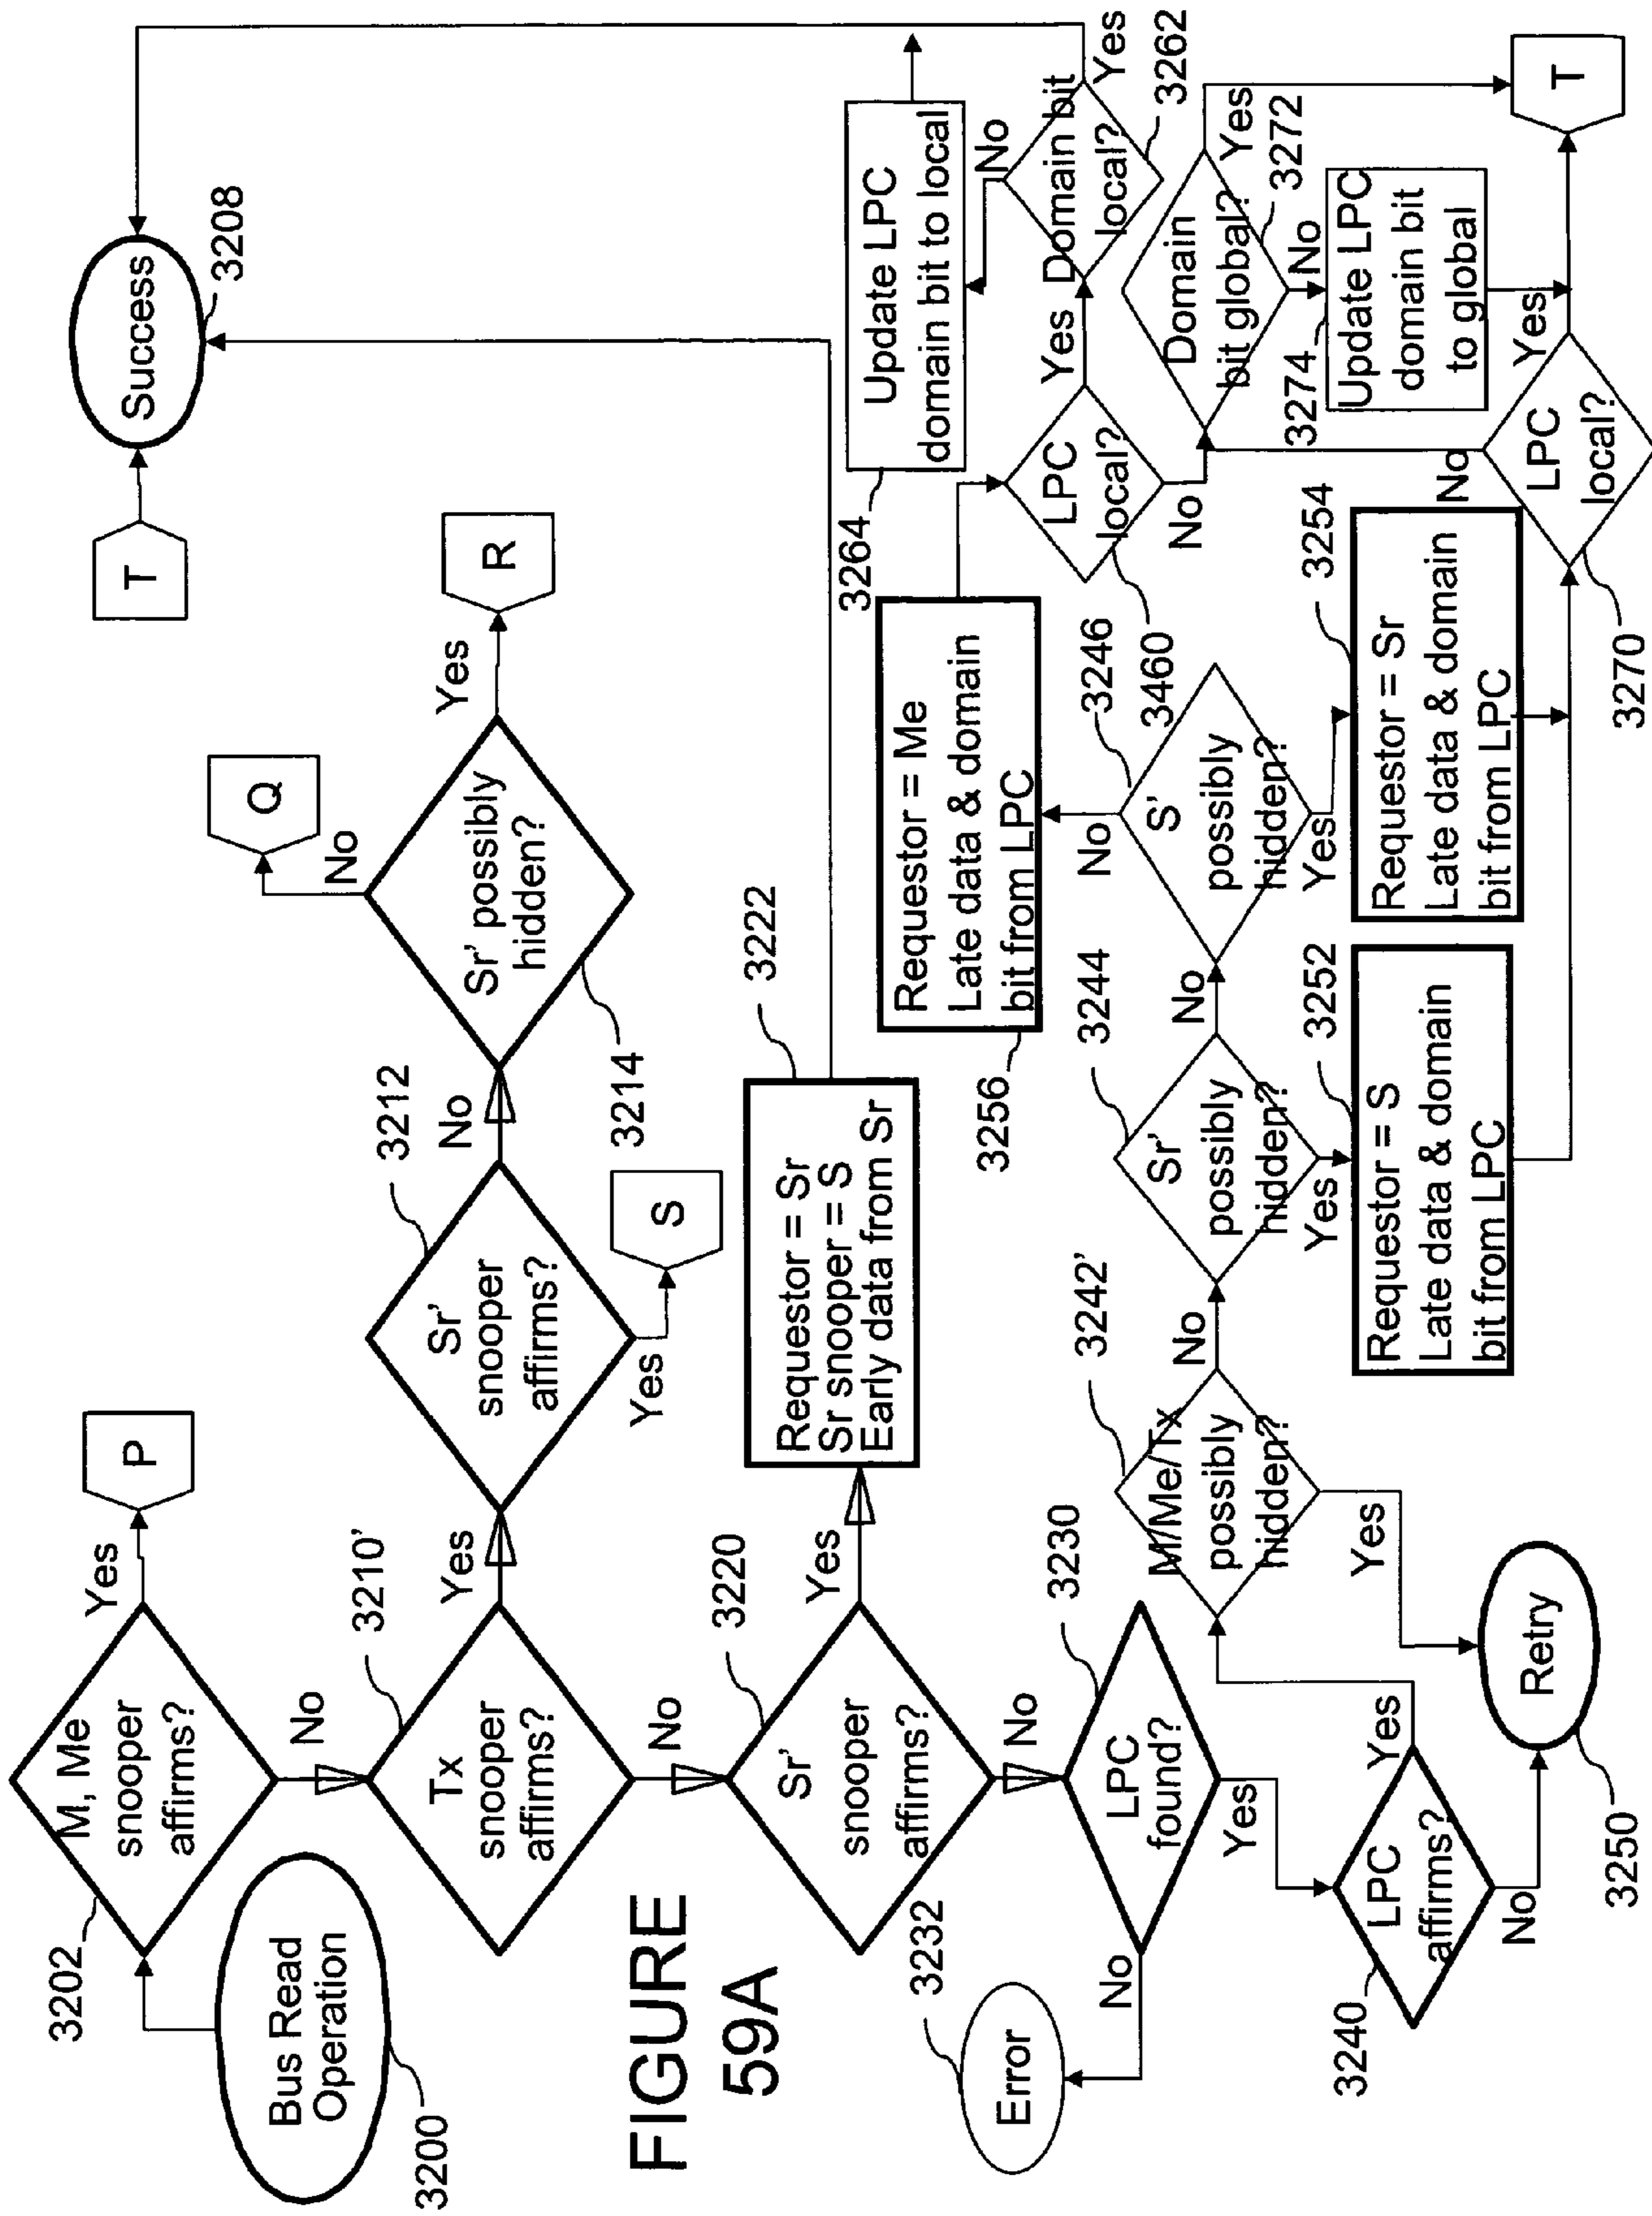 3202
M, Me
snooper
affirms?
Yes
P
No
Bus Read
Operation
3200
3210'
Tx
snooper
affirms?
Yes
No
3212
Sr'
snooper
affirms?
No
Yes
S
3214
Sr' possibly
hidden?
No
Q
Yes
R
T
Success
3208
FIGURE
59A
3220
Sr'
snooper
affirms?
Yes
No
3222
Requestor = Sr
Sr snooper = S
Early data from Sr
3230
LPC
found?
No
Yes
3232
Error
3240
LPC
affirms?
Yes
No
Retry
3250
3242'
M/Me/Tx
possibly
hidden?
No
Yes
3244
Sr'
possibly
hidden?
No
Yes
3252
Requestor = S
Late data & domain
bit from LPC
3246
S'
possibly
hidden?
No
Yes
3254
Requestor = Sr
Late data & domain
bit from LPC
3256
Requestor = Me
Late data & domain
bit from LPC
3460
LPC
local?
Yes
No
Domain bit
local?
3262
Yes
No
3264
Update LPC
domain bit to local
3270
LPC
local?
No
Yes
Domain
bit global?
3272
Yes
No
3274
Update LPC
domain bit
to global
T